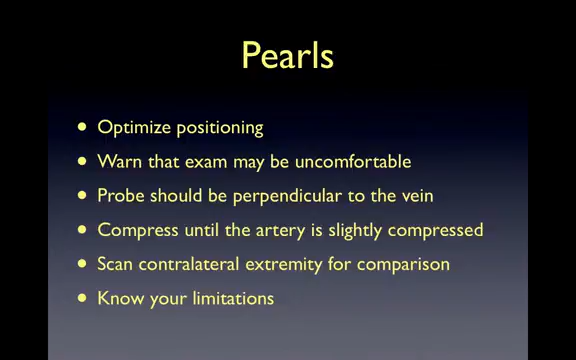 Pearls
• Optimize positioning
• Warn that exam may be uncomfortable
• Probe should be perpendicular to the vein
• Compress until the artery is slightly compressed
• Scan contralateral extremity for comparison
• Know your limitations